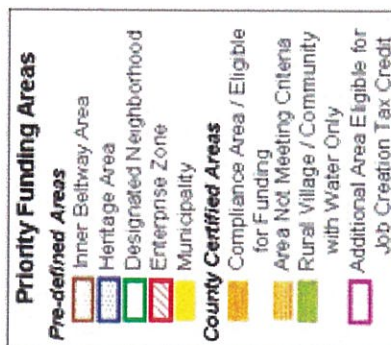 Priority Funding Areas
Pre-defined Areas
Inner Beltway Area
Heritage Area
Designated Neighborhood
Enterprise Zone
Municipality
County Certified Areas
Compliance Area / Eligible
for Funding
Area Not Meeting Criteria
Rural Village / Community
with Water Only
Additional Area Eligible for
Job Creation Tax Credit